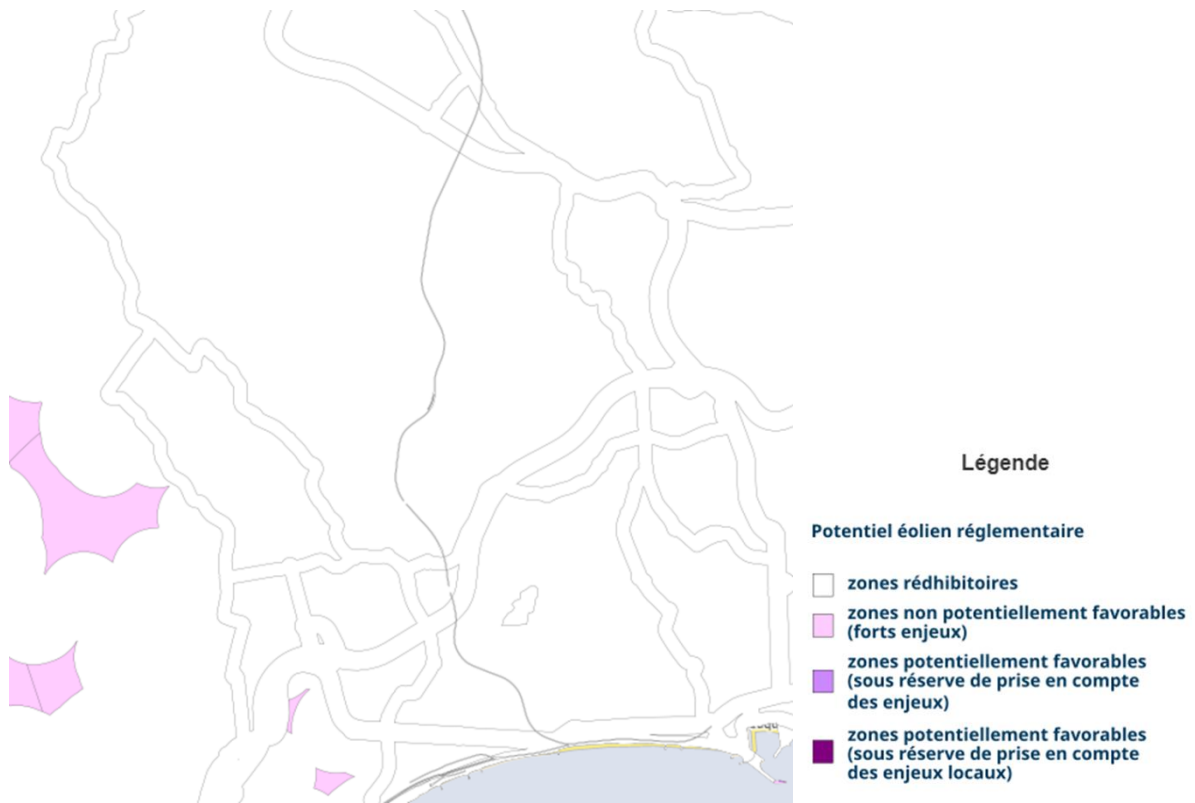 Légende
Potentiel éolien réglementaire
zones rédhibitoires
zones non potentiellement favorables
(forts enjeux)
zones potentiellement favorables
(sous réserve de prise en compte
des enjeux)
zones potentiellement favorables
(sous réserve de prise en compte
des enjeux locaux)